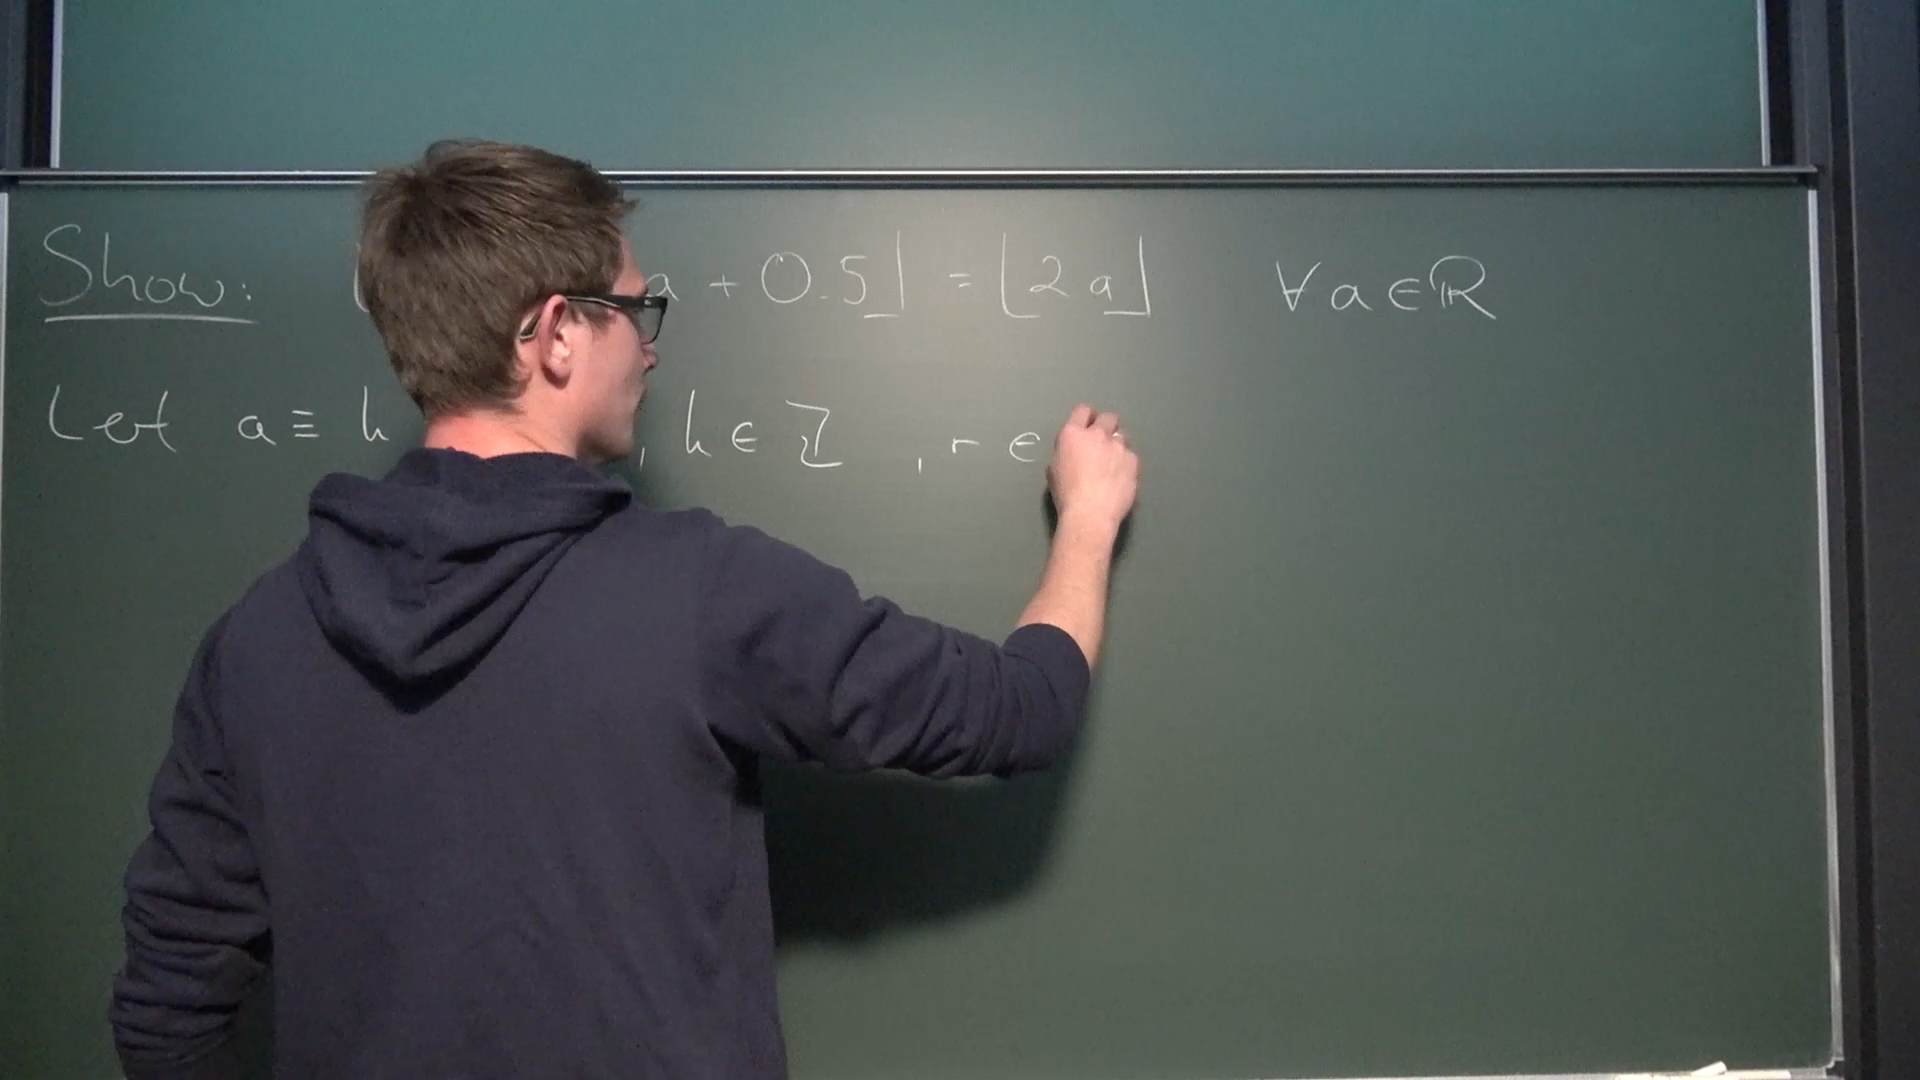 Show: a + 0.5⌋ = ⌊2a⌋ ∀ a ∈ ℝ
Let a ≡ k , k ∈ ℤ , r ∈